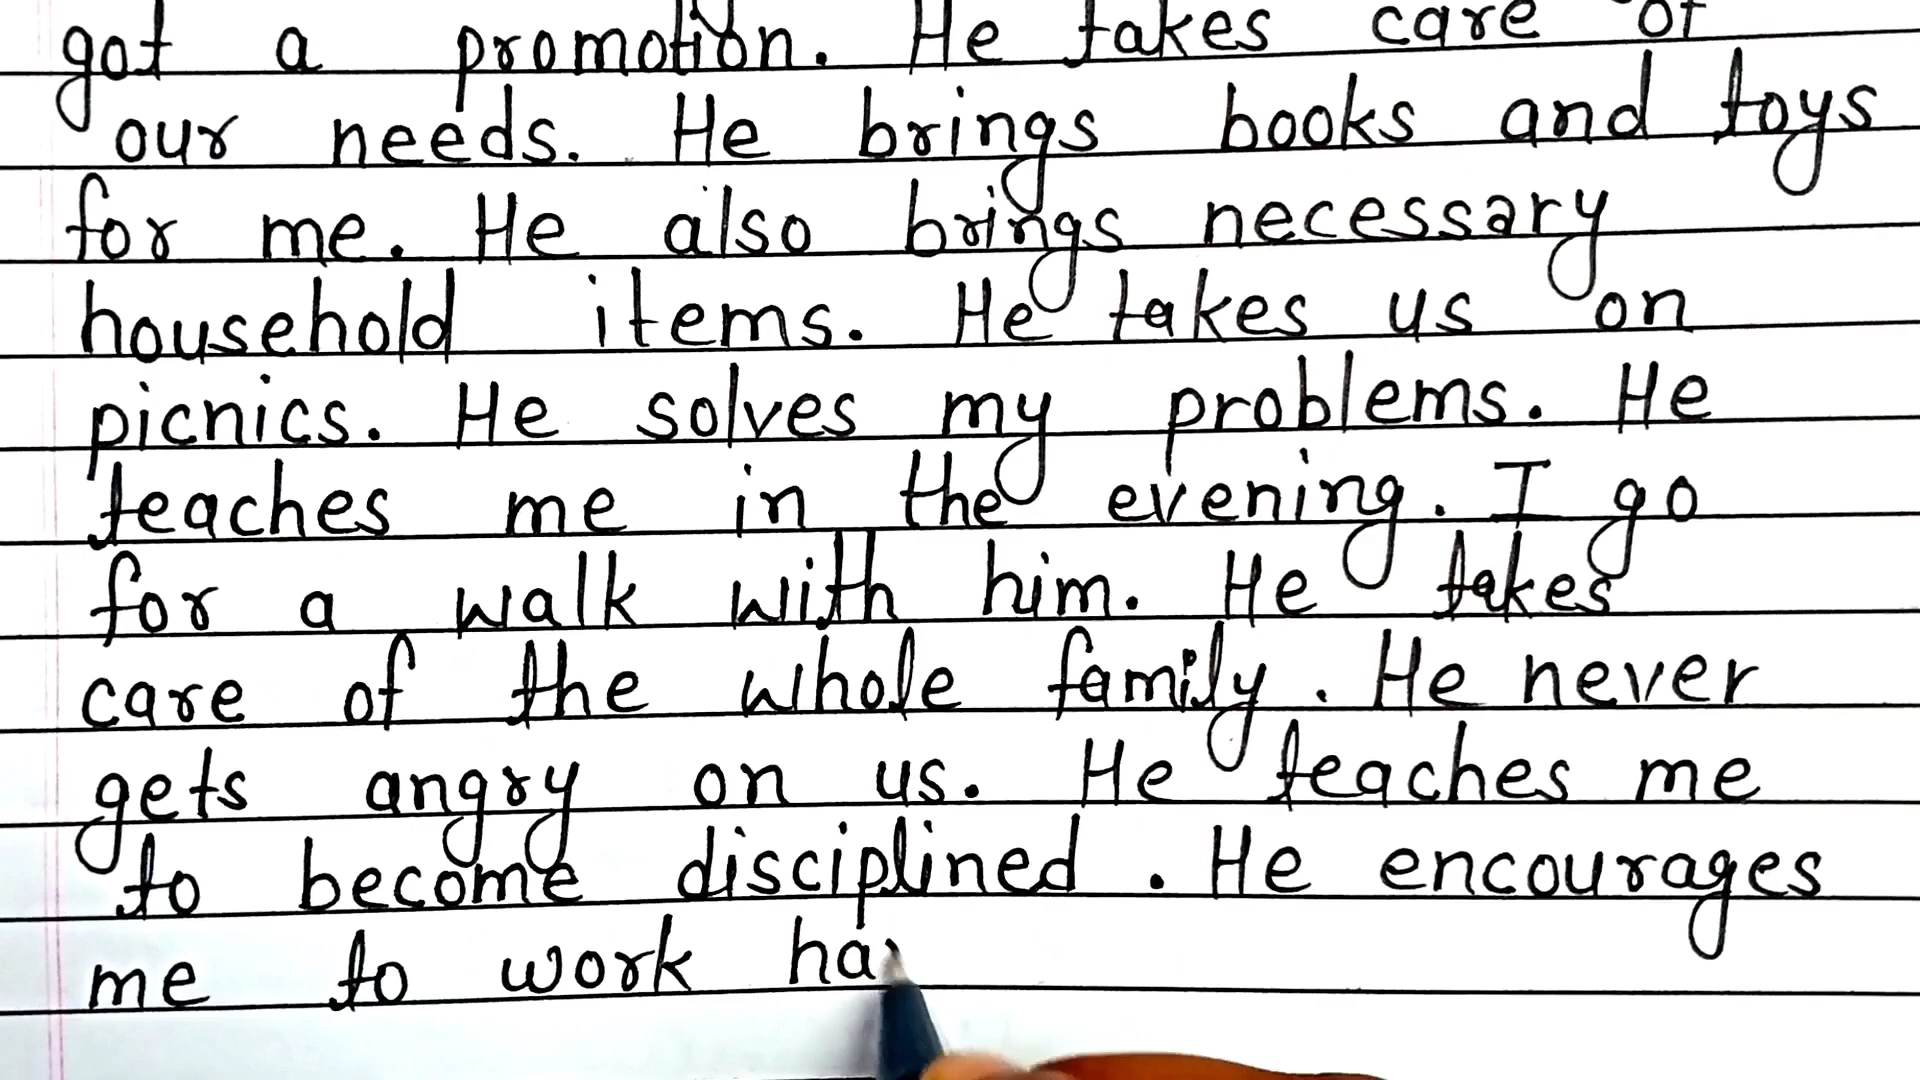 got a promotion. He takes care of
our needs. He brings books and toys
for me. He also brings necessary
household items. He takes us on
picnics. He solves my problems. He
teaches me in the evening. I go
for a walk with him. He takes
care of the whole family. He never
gets angry on us. He teaches me
to become disciplined. He encourages
me to work ha